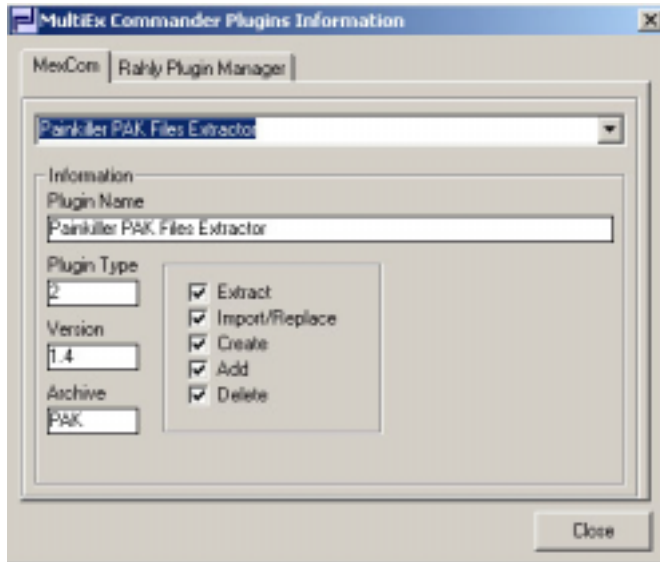 MultiEx Commander Plugins Information
MexCom
Rahly Plugin Manager
Painkiller PAK Files Extractor
Information
Plugin Name
Painkiller PAK Files Extractor
Plugin Type
2
Version
1.4
Archive
PAK
Extract
Import/Replace
Create
Add
Delete
Close